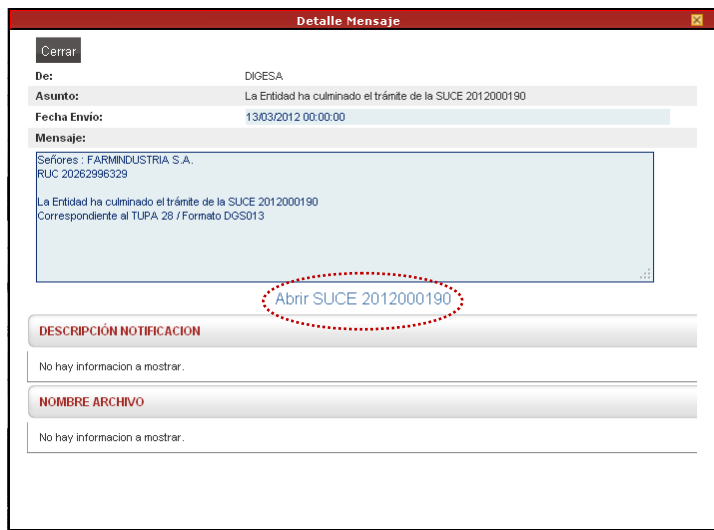 Detalle Mensaje
Cerrar
De: DIGESA
Asunto: La Entidad ha culminado el trámite de la SUCE 2012000190
Fecha Envío: 13/03/2012 00:00:00
Mensaje:
Señores : FARMINDUSTRIA S.A.
RUC 20262996329
La Entidad ha culminado el trámite de la SUCE 2012000190
Correspondiente al TUPA 28 / Formato DGS013
Abrir SUCE 2012000190
DESCRIPCIÓN NOTIFICACION
No hay informacion a mostrar.
NOMBRE ARCHIVO
No hay informacion a mostrar.